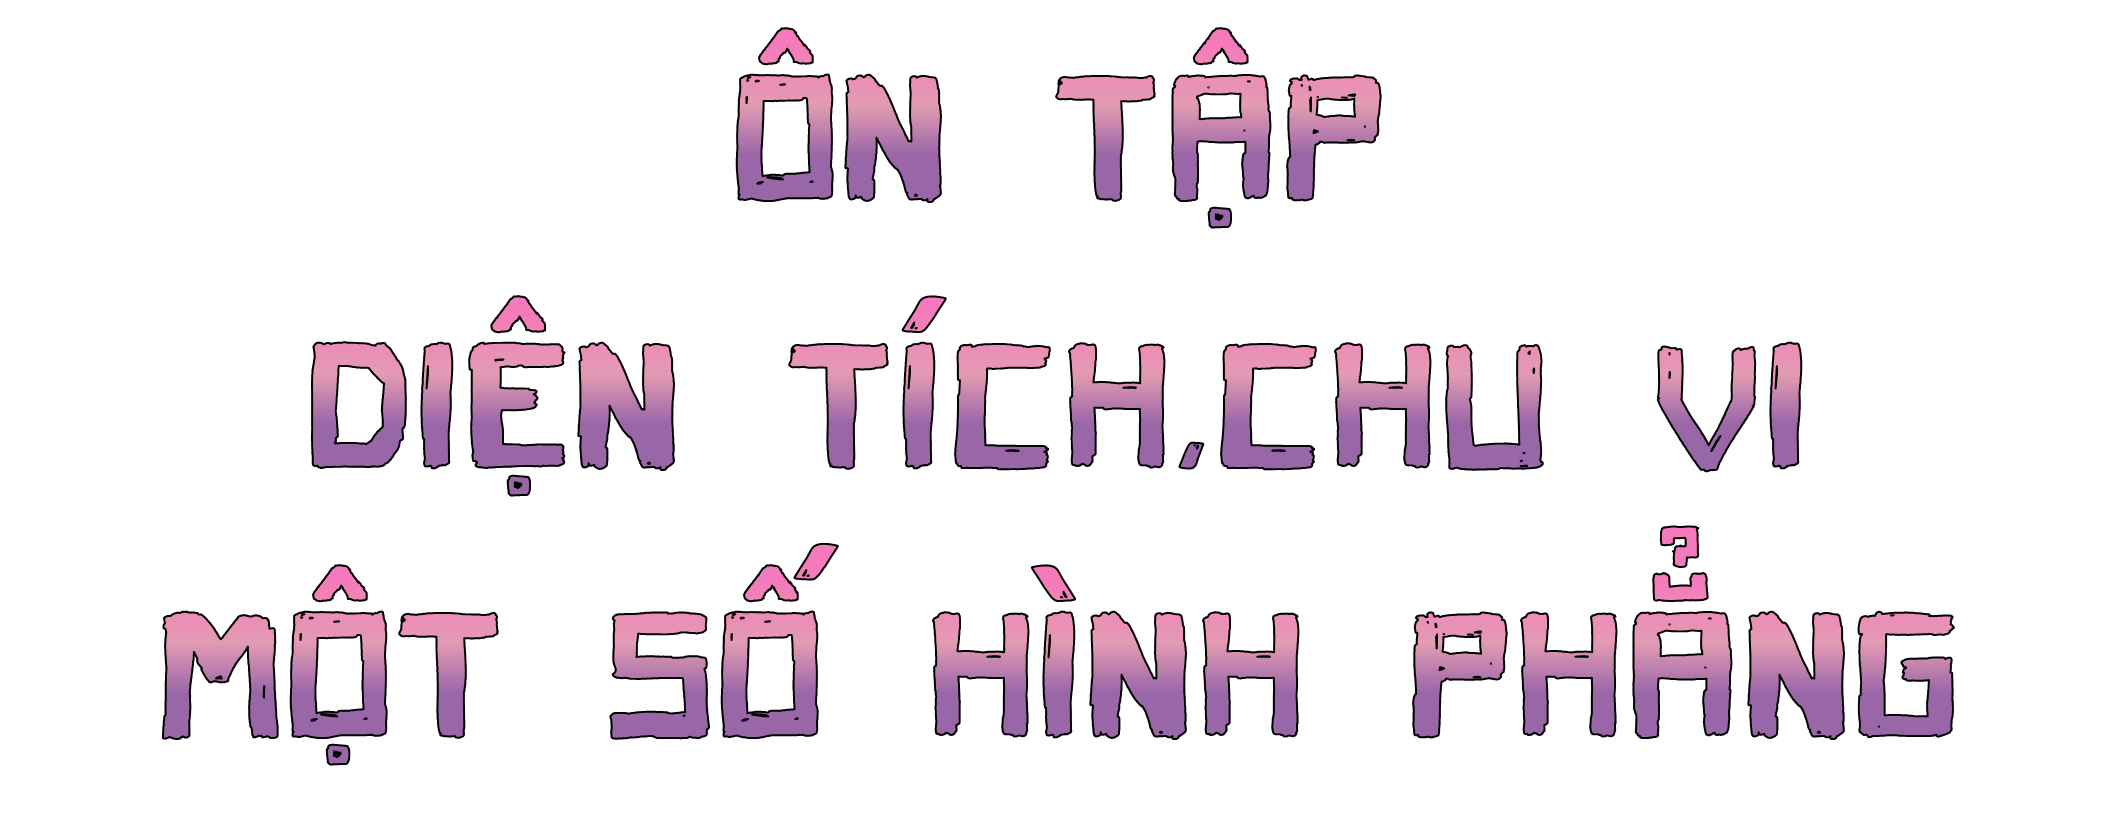 ÔN TẬP
DIỆN TÍCH,CHU VI
MỘT SỐ HÌNH PHẲNG